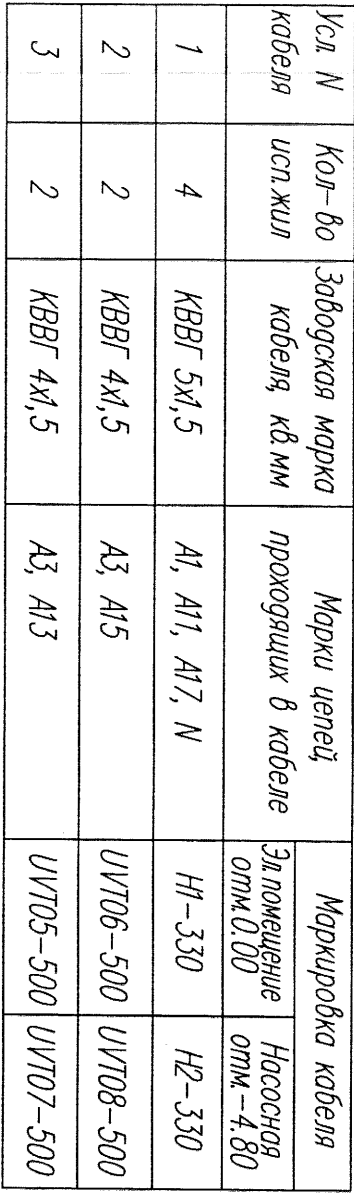 Усл. N
кабеля
Кол-во
исп. жил
Заводская марка
кабеля, кв. мм
Марки цепей,
проходящих в кабеле
Маркировка кабеля
Эл.помещение
отм. 0.00
Насосная
отм. -4.80
1
4
КВВГ 5x1,5
А1, А11, А17, N
Н1-330
Н2-330
2
2
КВВГ 4x1,5
А3, А15
UVT06-500
UVT08-500
3
2
КВВГ 4x1,5
А3, А13
UVT05-500
UVT07-500